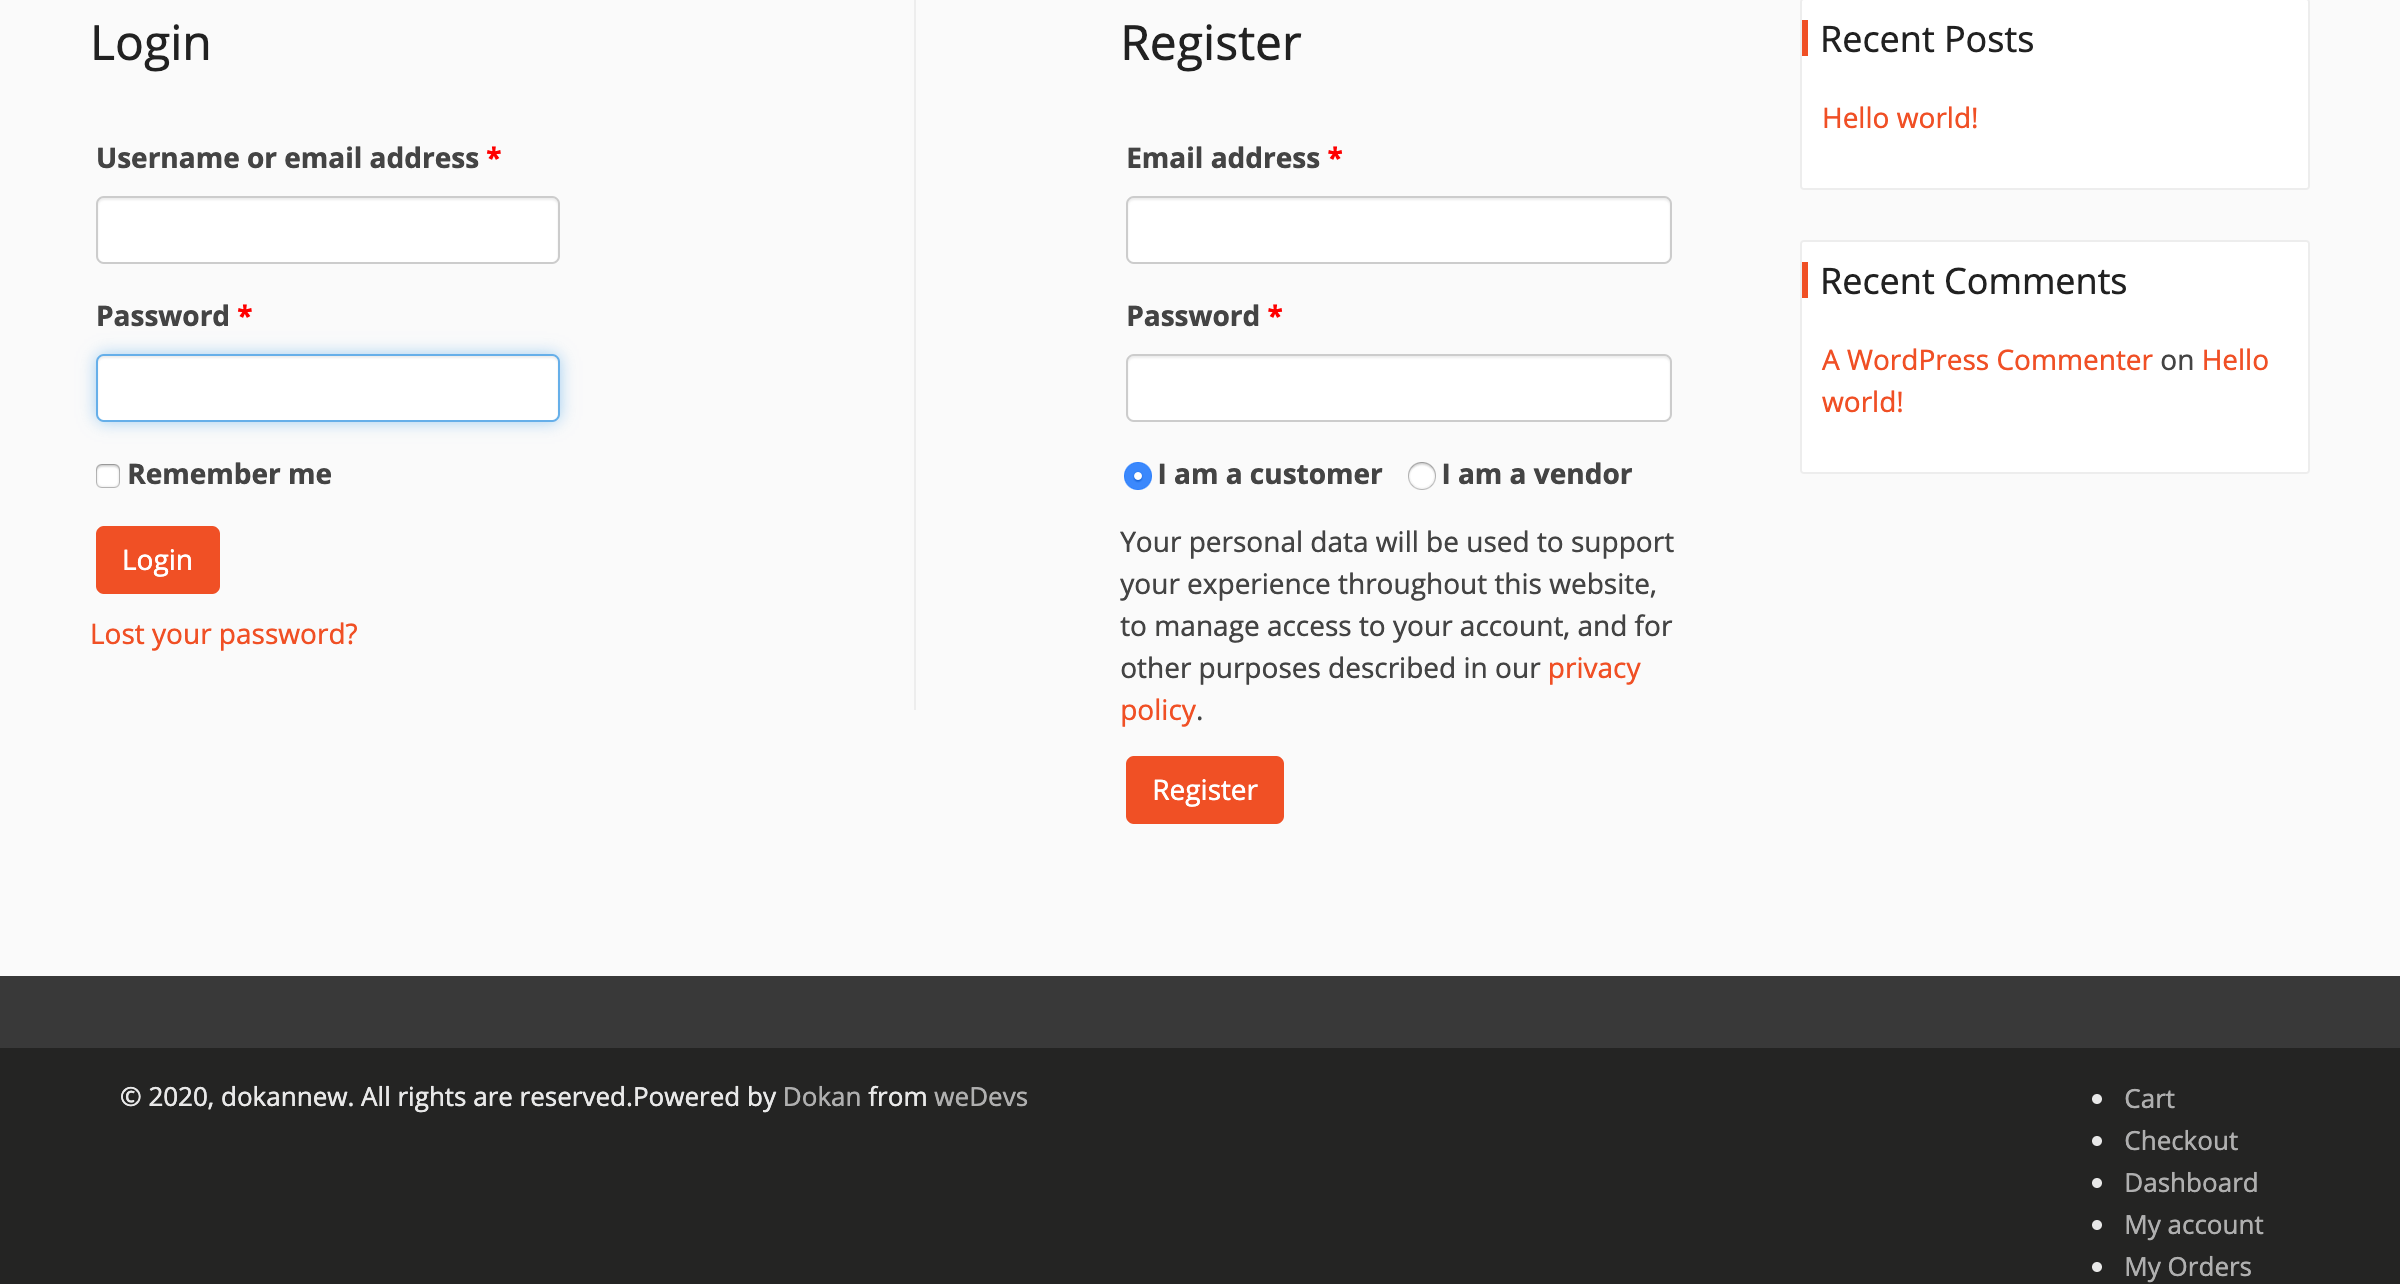 Login
Username or email address *
Password *
Remember me
Login
Lost your password?
Register
Email address *
Password *
I am a customer
I am a vendor
Your personal data will be used to support
your experience throughout this website,
to manage access to your account, and for
other purposes described in our privacy
policy.
Register
Recent Posts
Hello world!
Recent Comments
A WordPress Commenter on Hello
world!
© 2020, dokannew. All rights are reserved.Powered by Dokan from weDevs
Cart
Checkout
Dashboard
My account
My Orders